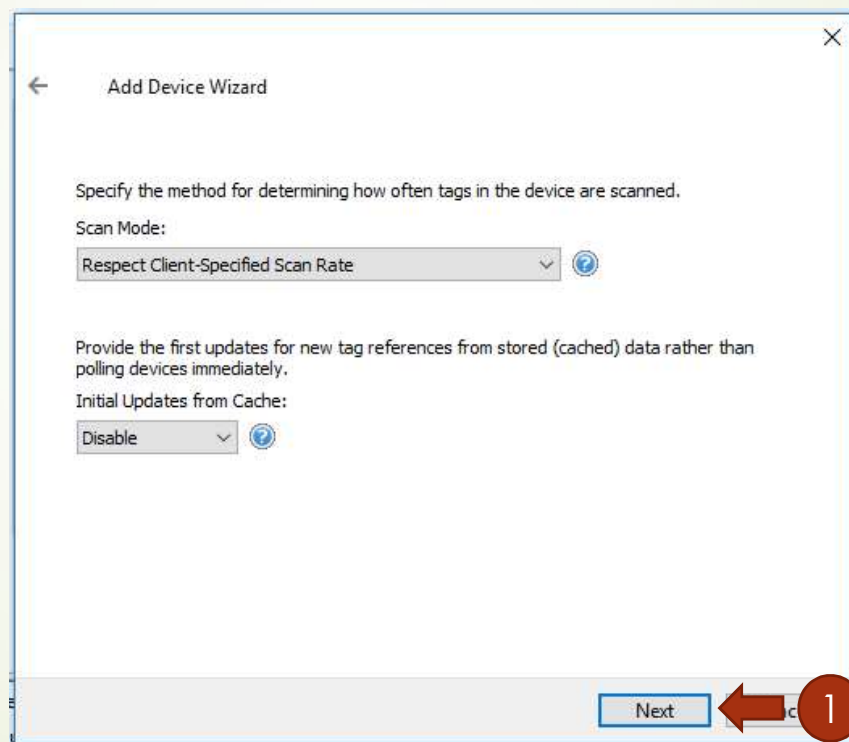 Add Device Wizard
Specify the method for determining how often tags in the device are scanned.
Scan Mode:
Respect Client-Specified Scan Rate
Provide the first updates for new tag references from stored (cached) data rather than
polling devices immediately.
Initial Updates from Cache:
Disable
Next
1